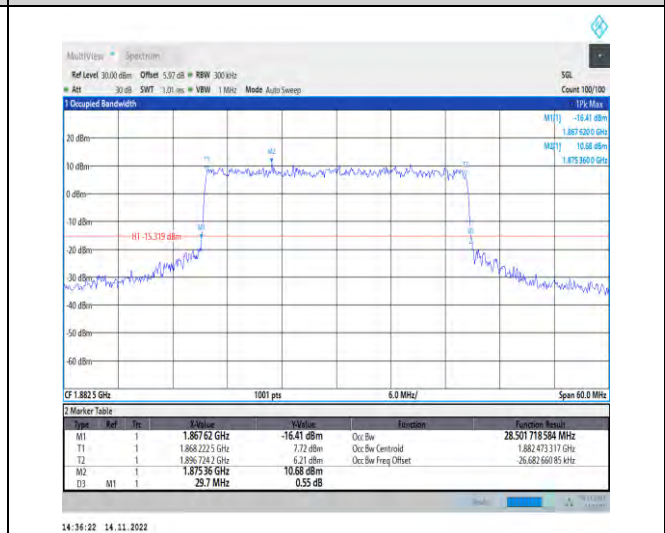 MultiView Spectrum
Ref Level 30.00 dBm Offset 5.97 dB RBW 300 kHz SGL
Att 30 dB SWT 1.01 ms VBW 1 MHz Mode Auto Sweep Count 100/100
1 Occupied Bandwidth 1Pk Max
M1[1] -16.41 dBm
1.867 620 0 GHz
M2[1] 10.68 dBm
1.875 360 0 GHz
20 dBm
M2
10 dBm
0 dBm
-10 dBm
H1 -15.319 dBm
-20 dBm
-30 dBm
-40 dBm
-50 dBm
-60 dBm
CF 1.882 5 GHz 1001 pts 6.0 MHz/ Span 60.0 MHz
2 Marker Table
Type Ref Trc X-Value Y-Value Function Function Result
M1 1 1.867 62 GHz -16.41 dBm Occ Bw 28.501 718 584 MHz
T1 1 1.868 222 5 GHz 7.72 dBm Occ Bw Centroid 1.882 473 317 GHz
T2 1 1.896 724 2 GHz 6.21 dBm Occ Bw Freq Offset -26.682 660 85 kHz
M2 1 1.875 36 GHz 10.68 dBm
D3 M1 1 29.7 MHz 0.55 dB
14:36:22 14.11.2022